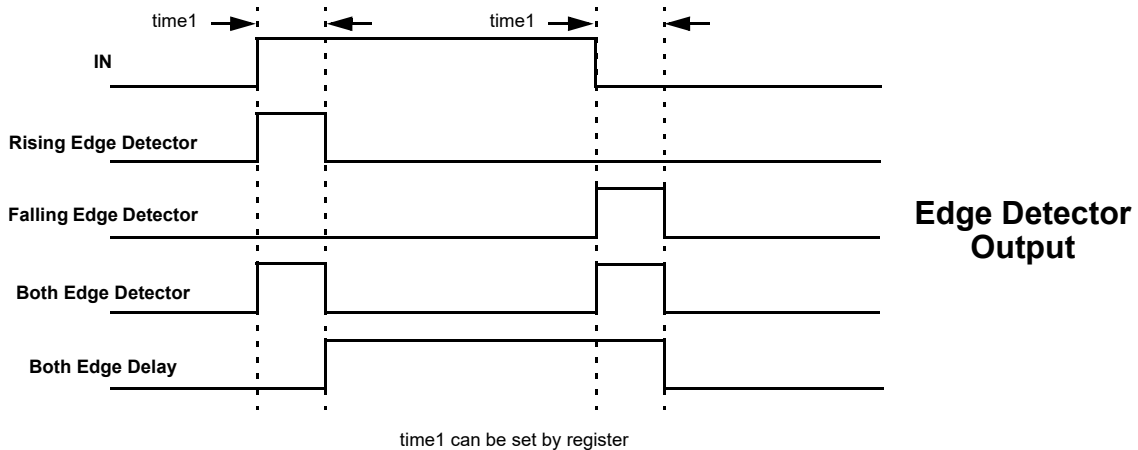 time1
time1
IN
Rising Edge Detector
Falling Edge Detector
Edge Detector
Output
Both Edge Detector
Both Edge Delay
time1 can be set by register